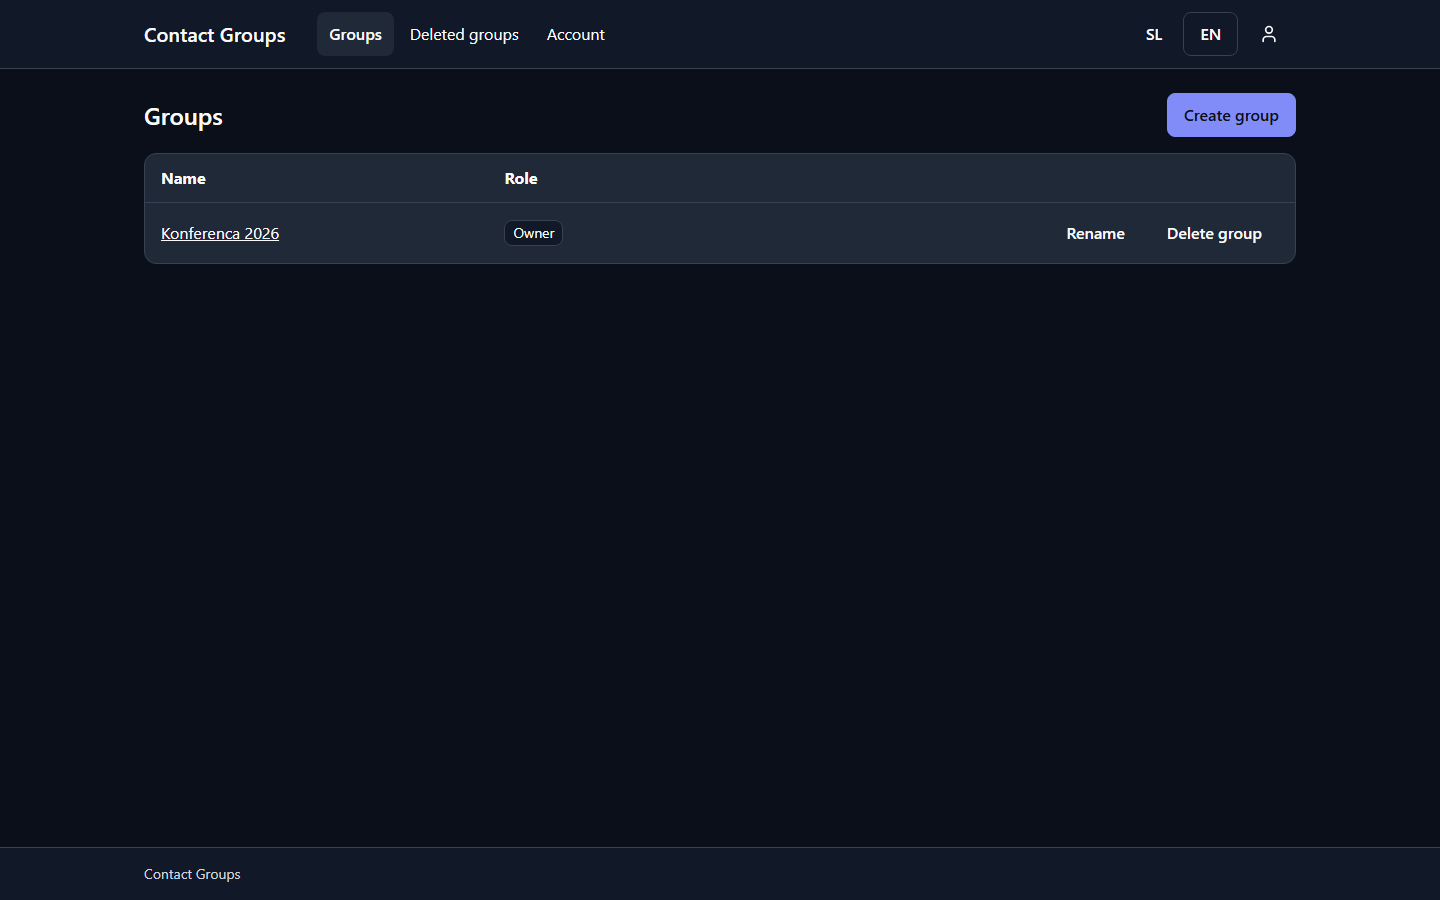 Contact Groups Groups Deleted groups Account SL EN
Groups Create group
Name Role
Konferenca 2026 Owner Rename Delete group
Contact Groups